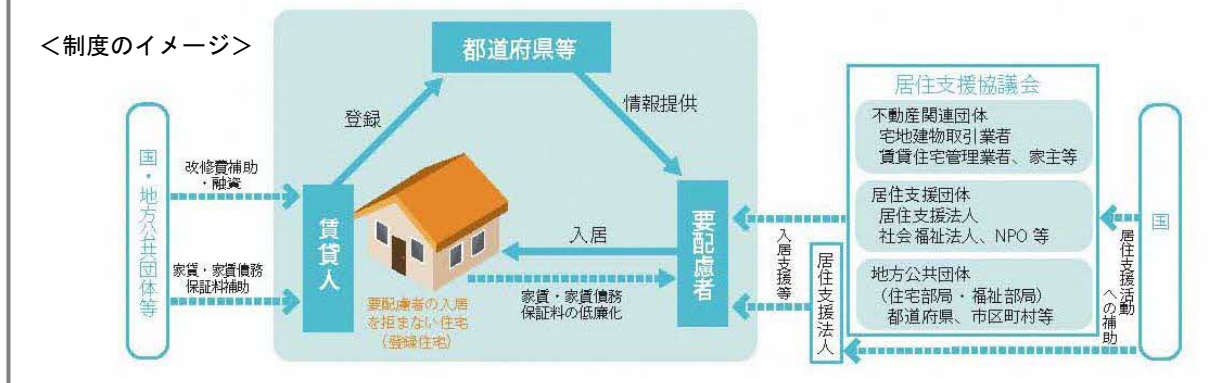 ＜制度のイメージ＞
都道府県等
登録
情報提供
国・地方公共団体等
改修費補助
・融資
家賃・家賃債務
保証料補助
賃貸人
要配慮者の入居
を拒まない住宅
（登録住宅）
入居
家賃・家賃債務
保証料の低廉化
要配慮者
入居支援等
居住支援法人
居住支援協議会
不動産関連団体
宅地建物取引業者
賃貸住宅管理業者、家主等
居住支援団体
居住支援法人
社会福祉法人、NPO 等
地方公共団体
（住宅部局・福祉部局）
都道府県、市区町村等
居住支援活動
への補助
国